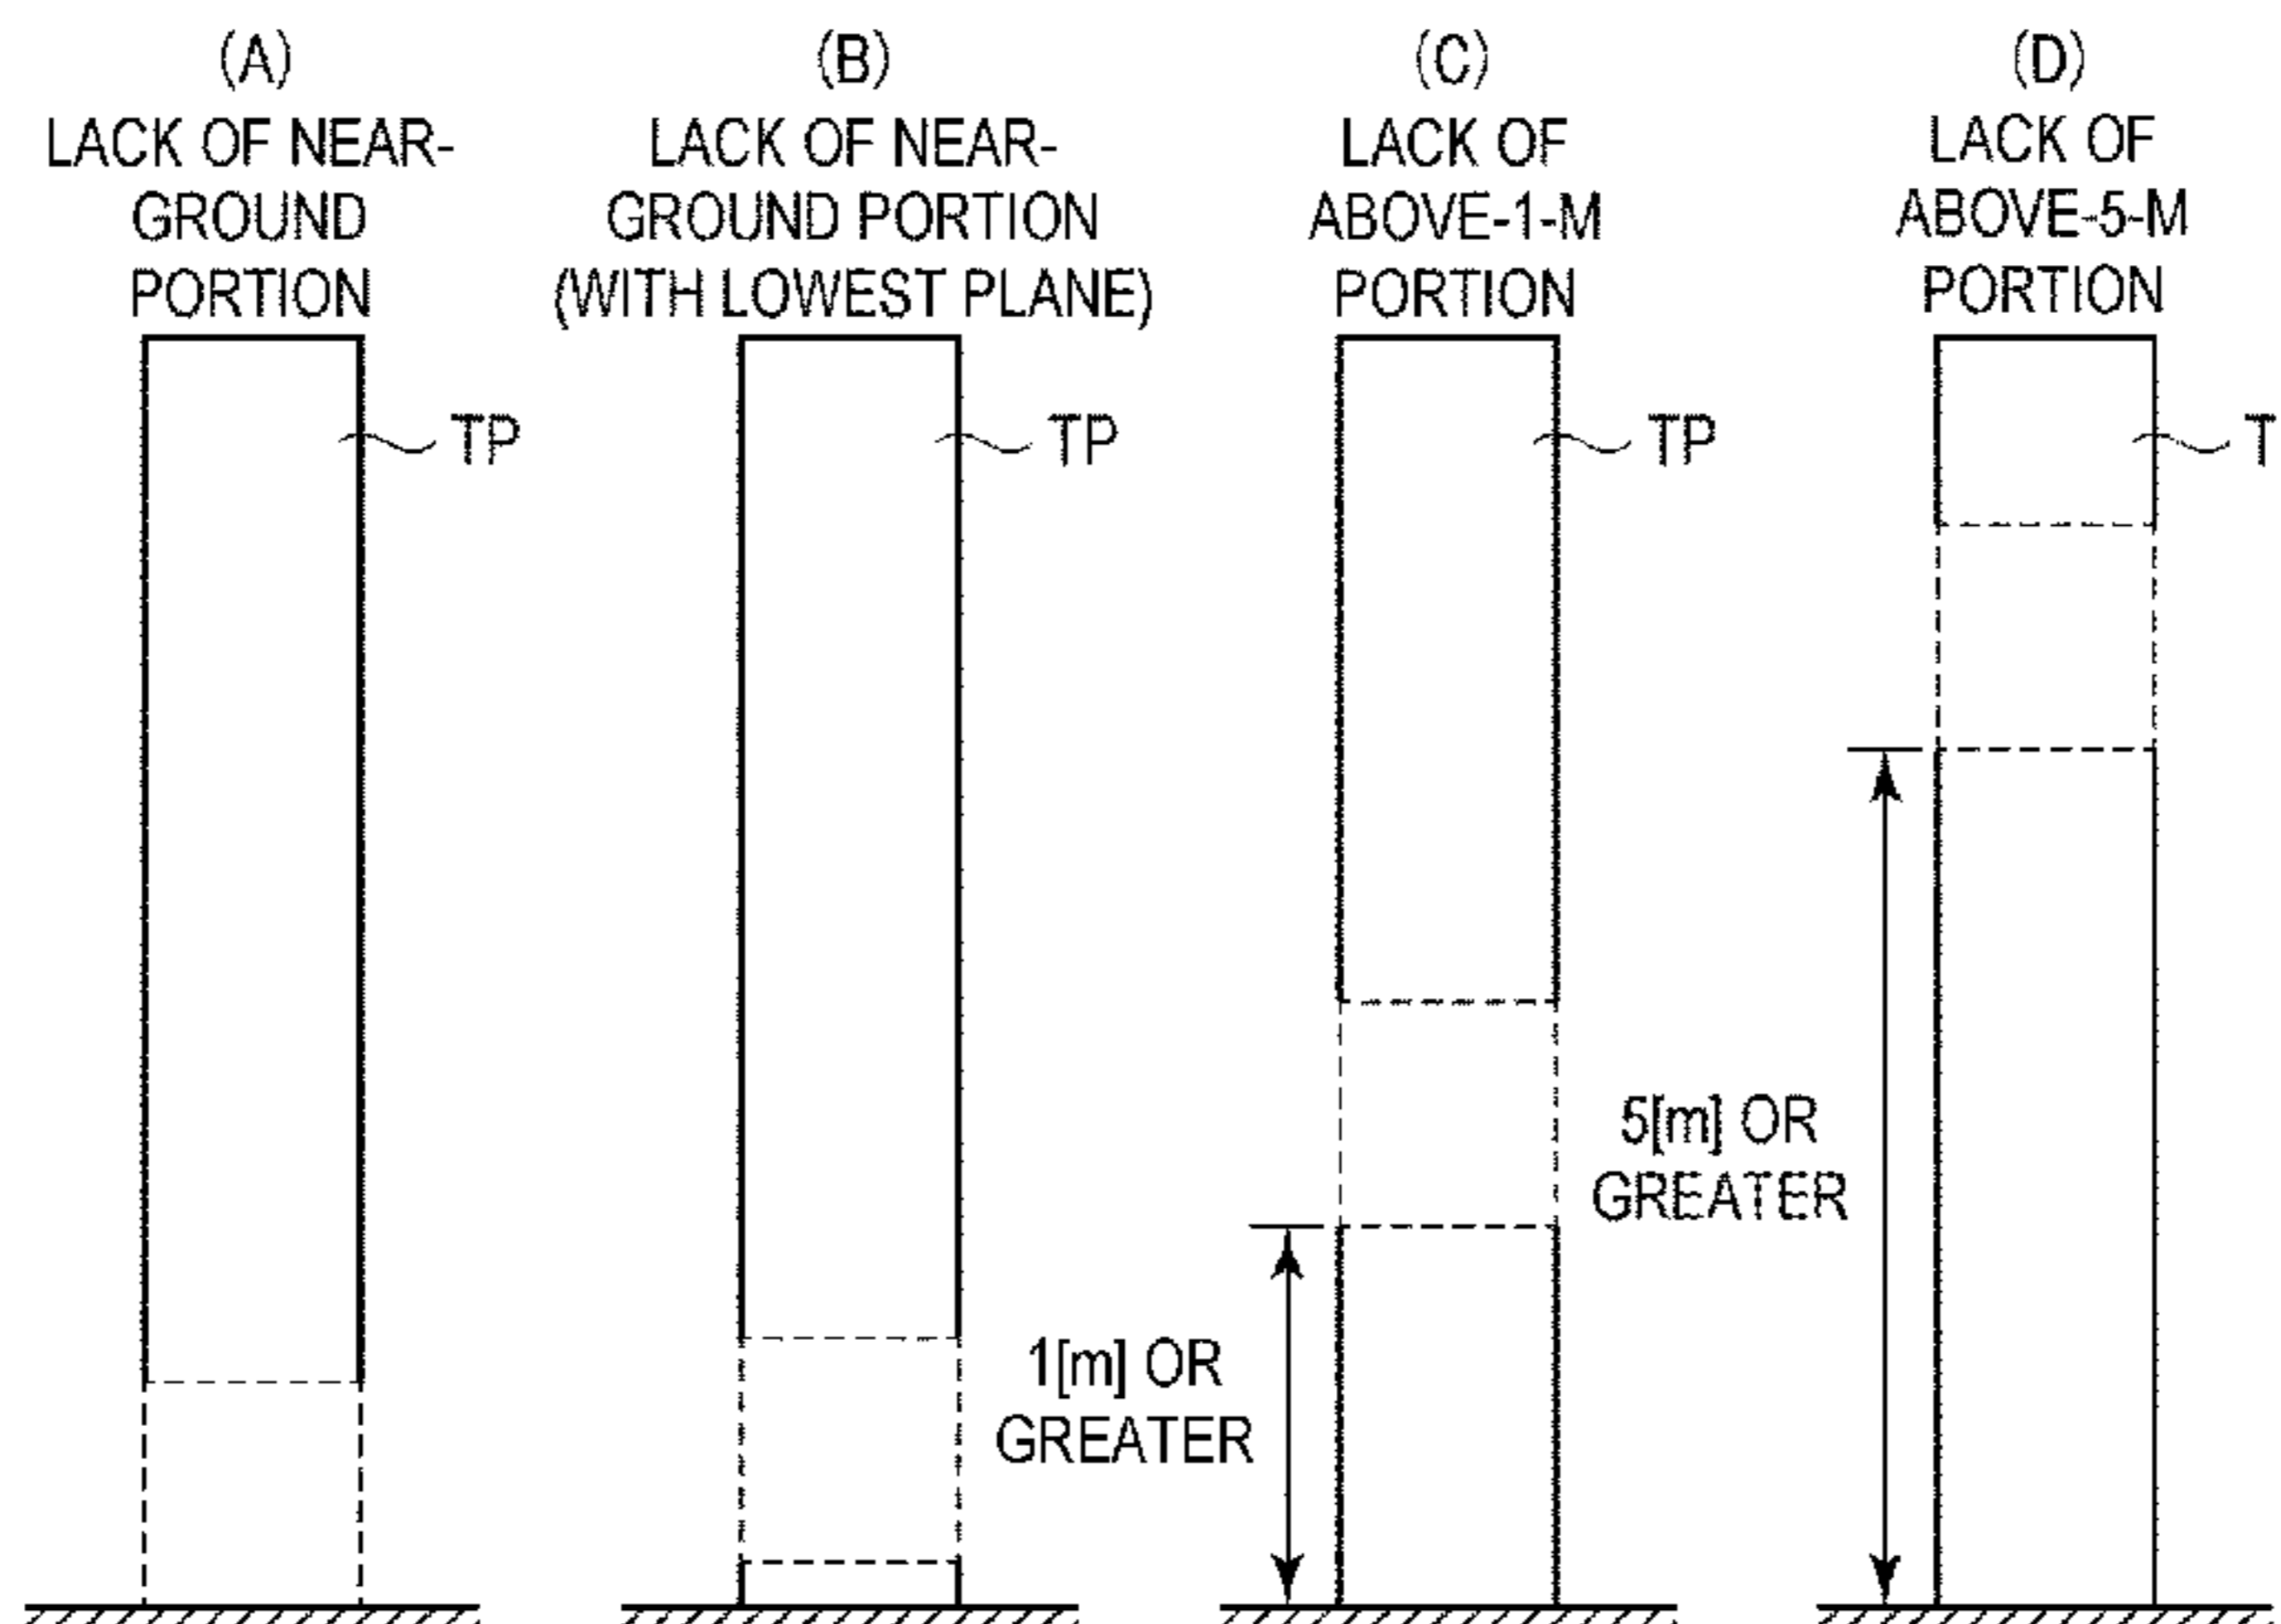 (A)
LACK OF NEAR-
GROUND
PORTION
TP
(B)
LACK OF NEAR-
GROUND PORTION
(WITH LOWEST PLANE)
TP
(C)
LACK OF
ABOVE-1-M
PORTION
TP
1[m] OR
GREATER
(D)
LACK OF
ABOVE-5-M
PORTION
T
5[m] OR
GREATER